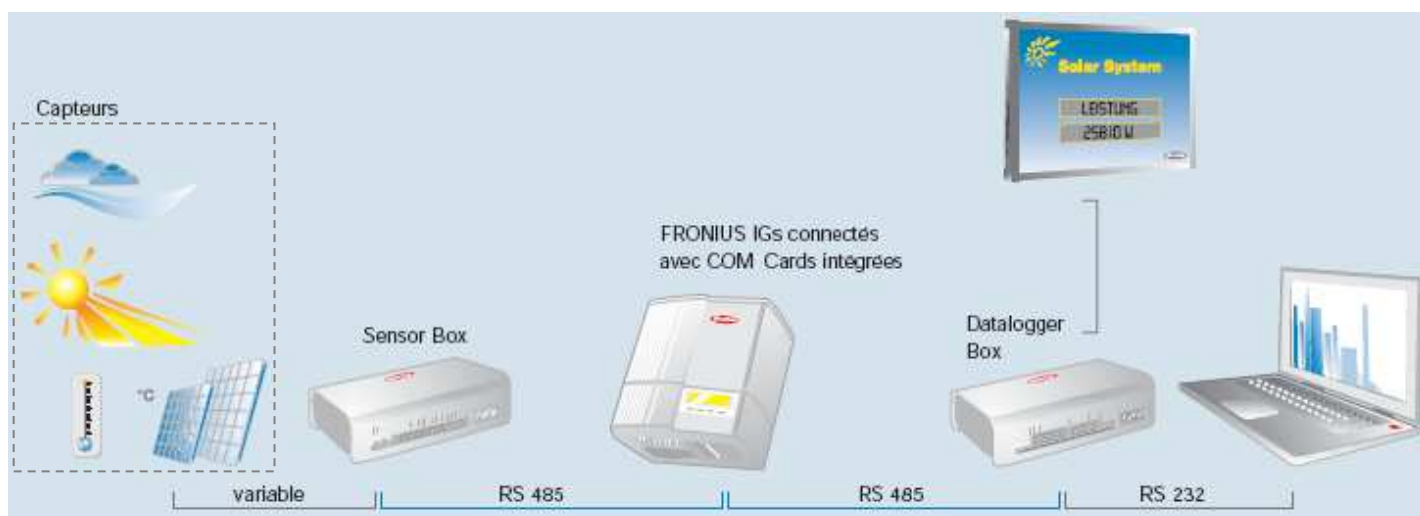 Capteurs
Solar System
LEISTUNG
25810 W
FRONIUS IGs connectés
avec COM Cards intégrées
Sensor Box
Datalogger
Box
°C
variable
RS 485
RS 485
RS 232